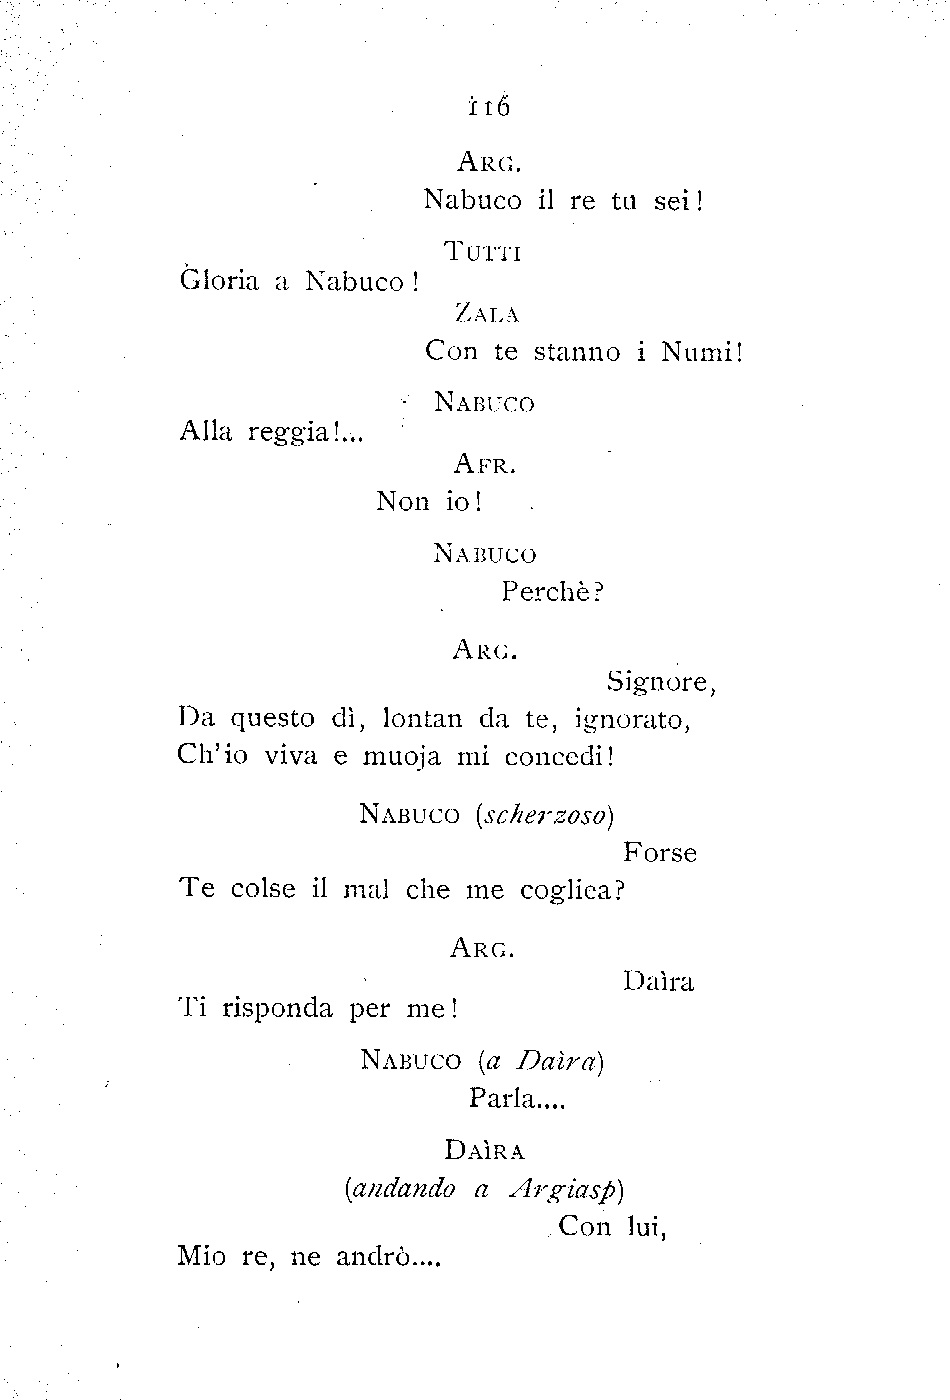 116
ARG.
Nabuco il re tu sei!
TUTTI
Gloria a Nabuco!
ZALA
Con te stanno i Numi!
NABUCO
Alla reggia!...
AFR.
Non io!
NABUCO
Perchè?
ARG.
Signore,
Da questo dì, lontan da te, ignorato,
Ch'io viva e muoja mi concedi!
NABUCO (scherzoso)
Forse
Te colse il mal che me coglica?
ARG.
Daìra
Ti risponda per me!
NABUCO (a Daìra)
Parla....
DAÌRA
(andando a Argiasp)
Con lui,
Mio re, ne andrò....